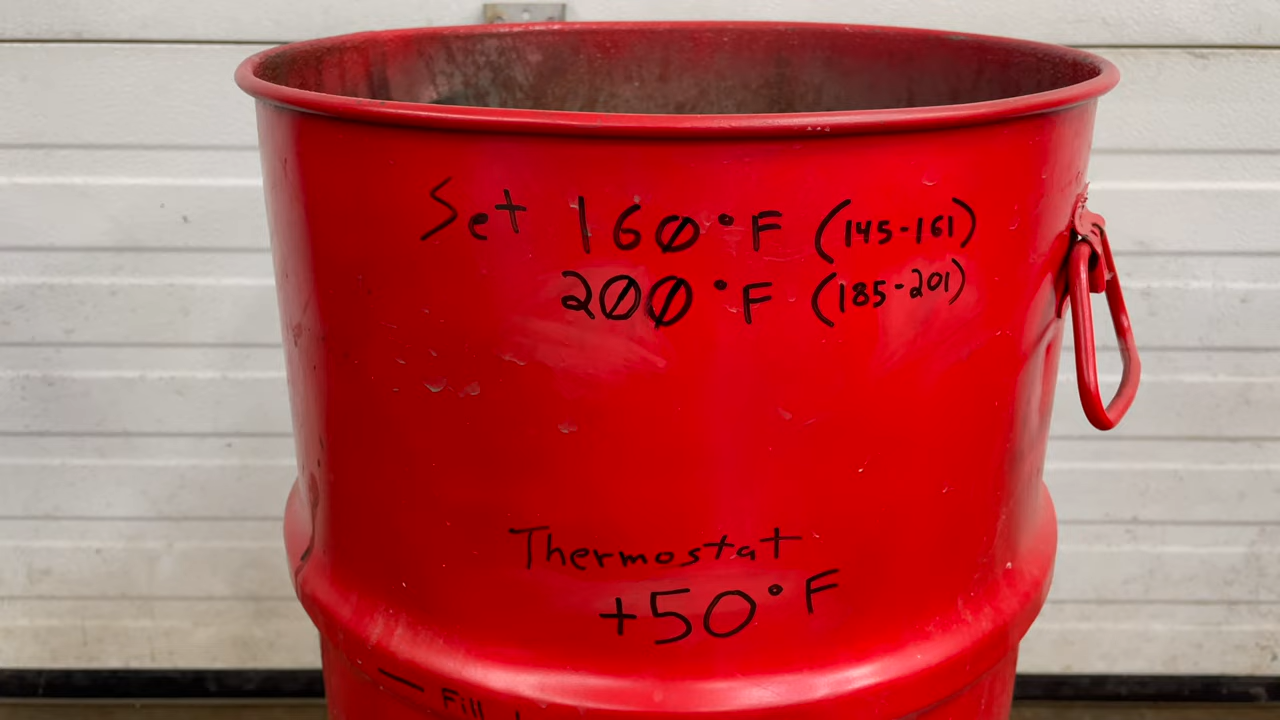 Set 160°F (145-161)
200°F (185-201)
Thermostat
+50°F
Fill